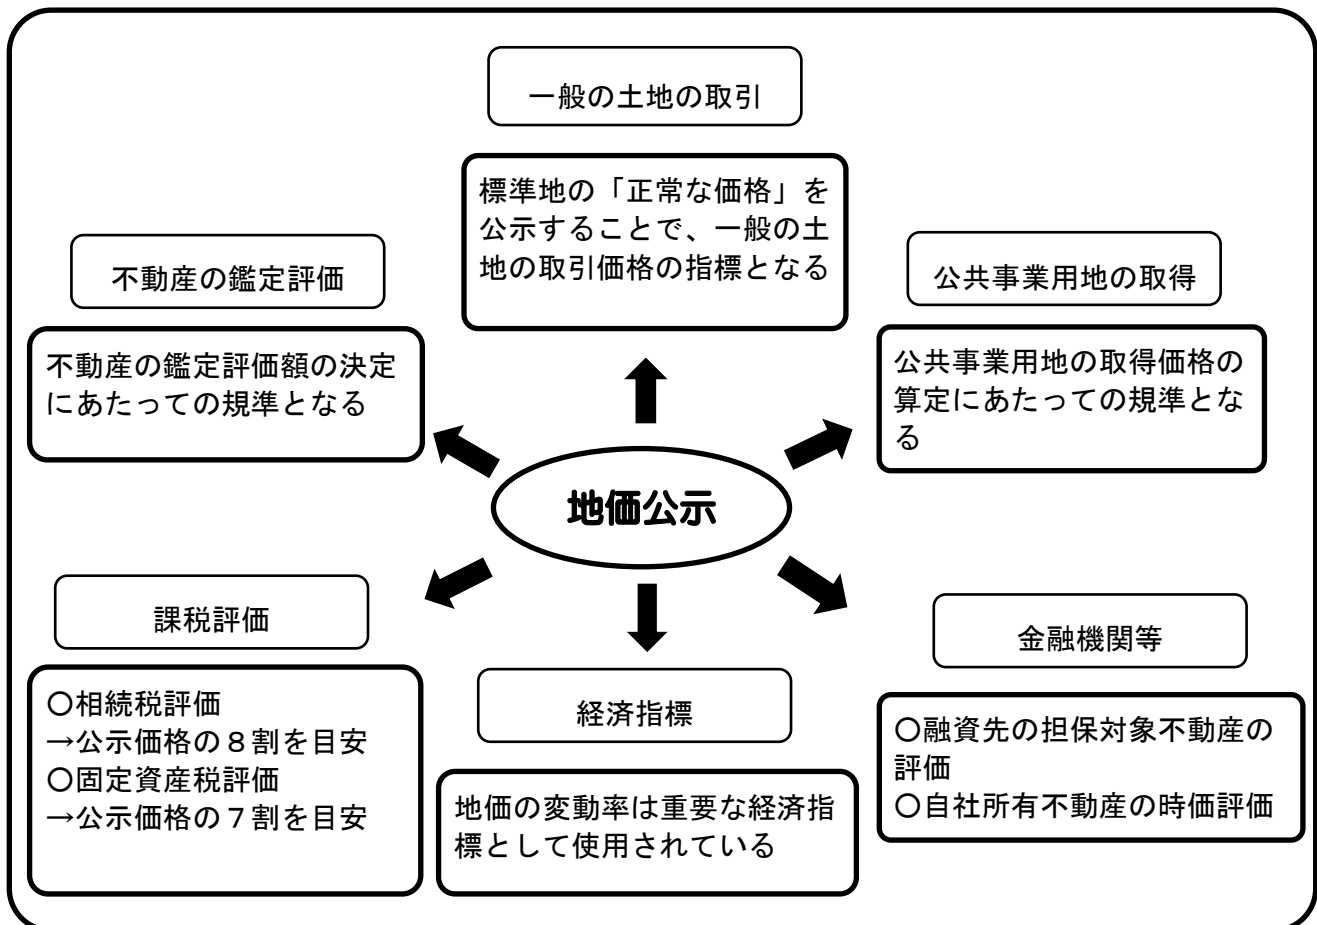 一般の土地の取引
標準地の「正常な価格」を
公示することで、一般の土
地の取引価格の指標となる
不動産の鑑定評価
不動産の鑑定評価額の決定
にあたっての規準となる
公共事業用地の取得
公共事業用地の取得価格の
算定にあたっての規準とな
る
地価公示
課税評価
〇相続税評価
→公示価格の８割を目安
〇固定資産税評価
→公示価格の７割を目安
経済指標
地価の変動率は重要な経済指
標として使用されている
金融機関等
〇融資先の担保対象不動産の
評価
〇自社所有不動産の時価評価